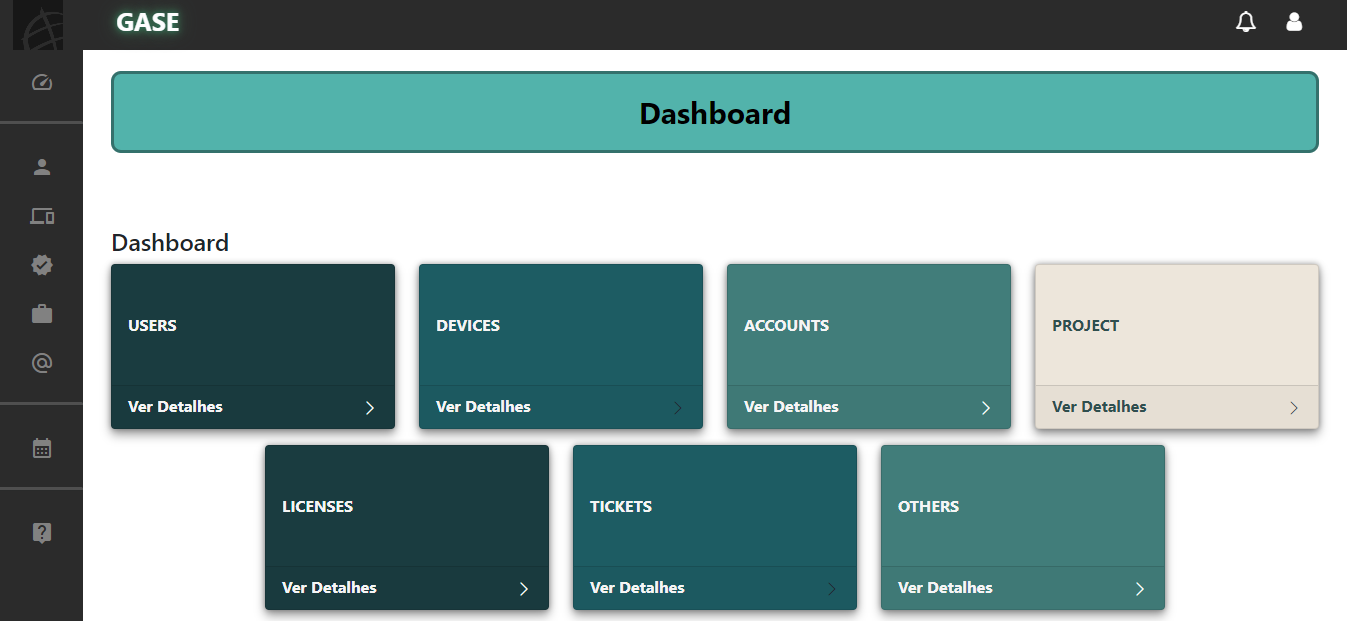 GASE
Dashboard
Dashboard
USERS
DEVICES
ACCOUNTS
PROJECT
Ver Detalhes
Ver Detalhes
Ver Detalhes
Ver Detalhes
LICENSES
TICKETS
OTHERS
Ver Detalhes
Ver Detalhes
Ver Detalhes